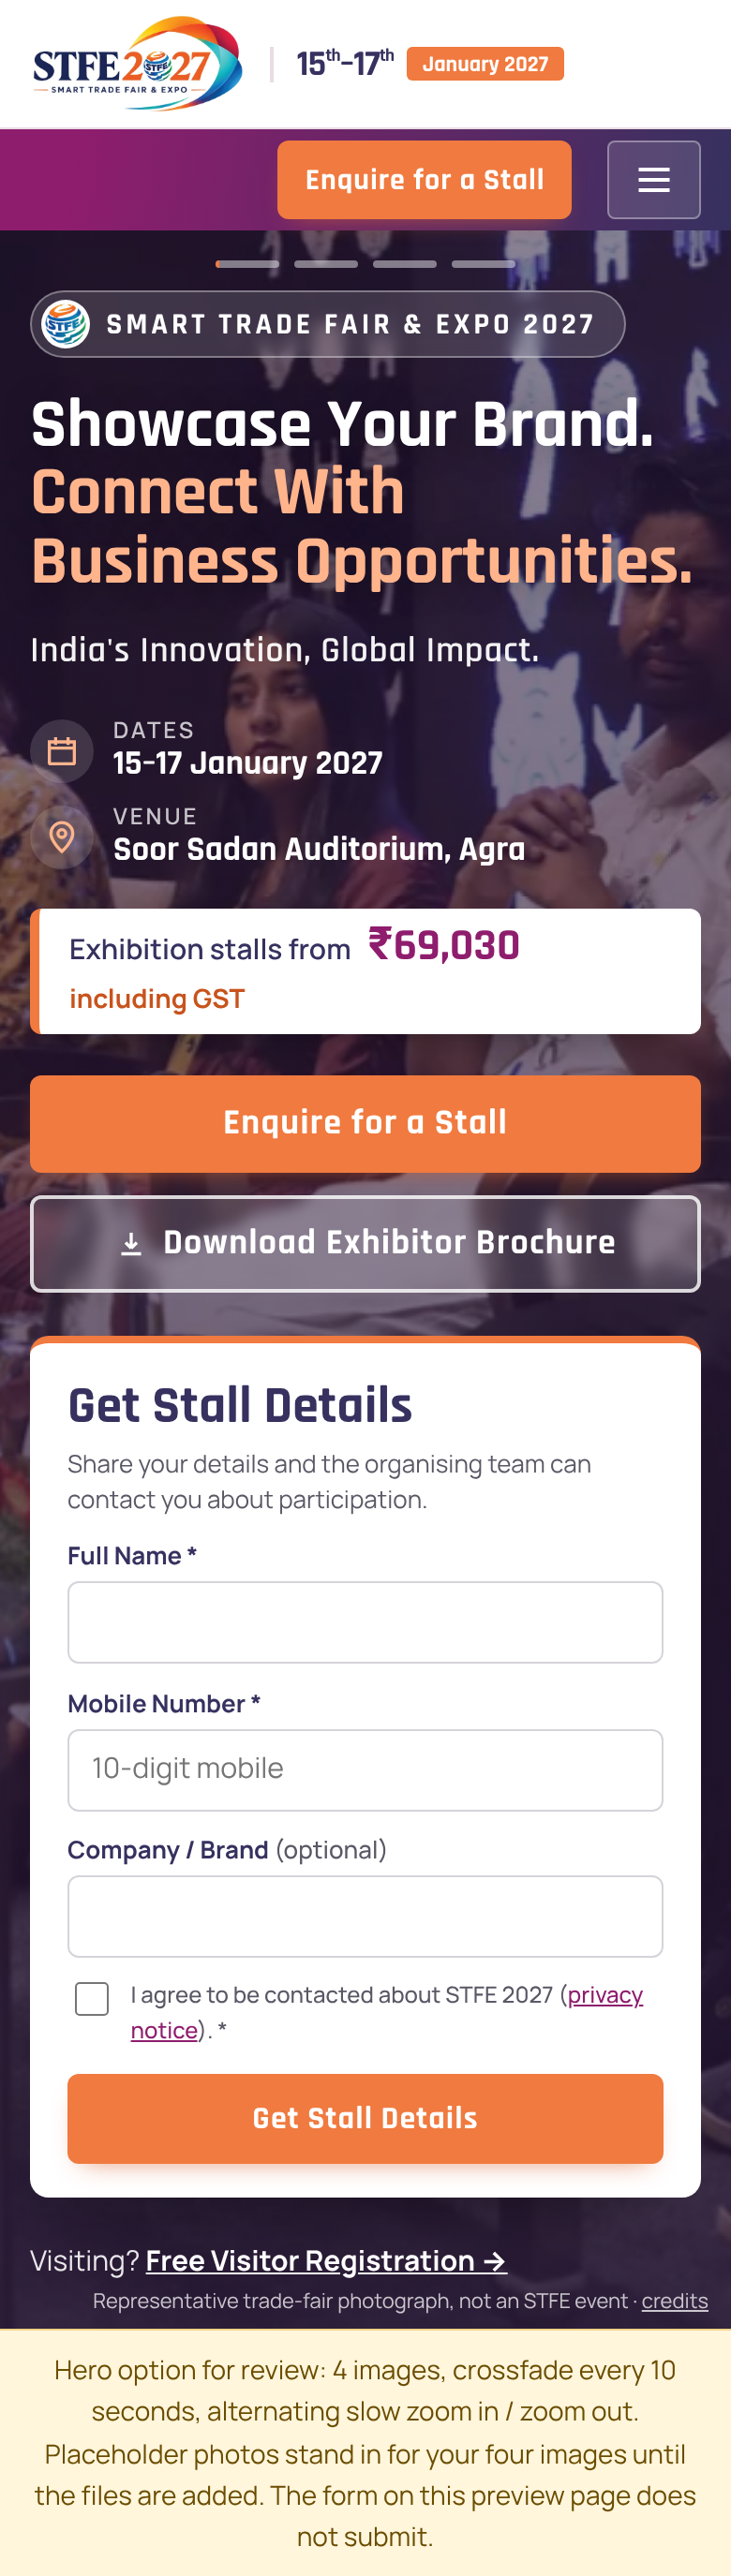 STFE2027
SMART TRADE FAIR & EXPO
15th–17th January 2027
Enquire for a Stall
STFE SMART TRADE FAIR & EXPO 2027
Showcase Your Brand.
Connect With
Business Opportunities.
India's Innovation, Global Impact.
DATES
15–17 January 2027
VENUE
Soor Sadan Auditorium, Agra
Exhibition stalls from ₹69,030
including GST
Enquire for a Stall
Download Exhibitor Brochure
Get Stall Details
Share your details and the organising team can
contact you about participation.
Full Name *
Mobile Number *
10-digit mobile
Company / Brand (optional)
I agree to be contacted about STFE 2027 (privacy
notice). *
Get Stall Details
Visiting? Free Visitor Registration →
Representative trade-fair photograph, not an STFE event · credits
Hero option for review: 4 images, crossfade every 10
seconds, alternating slow zoom in / zoom out.
Placeholder photos stand in for your four images until
the files are added. The form on this preview page does
not submit.